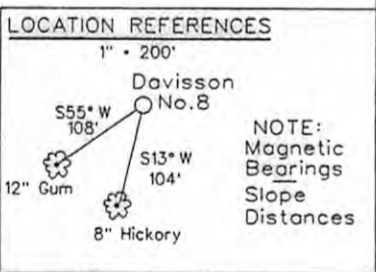 LOCATION REFERENCES
1" = 200'
Davisson
No.8
S55° W
108'
S13° W
104'
12" Gum
8" Hickory
NOTE:
Magnetic
Bearings
Slope
Distances